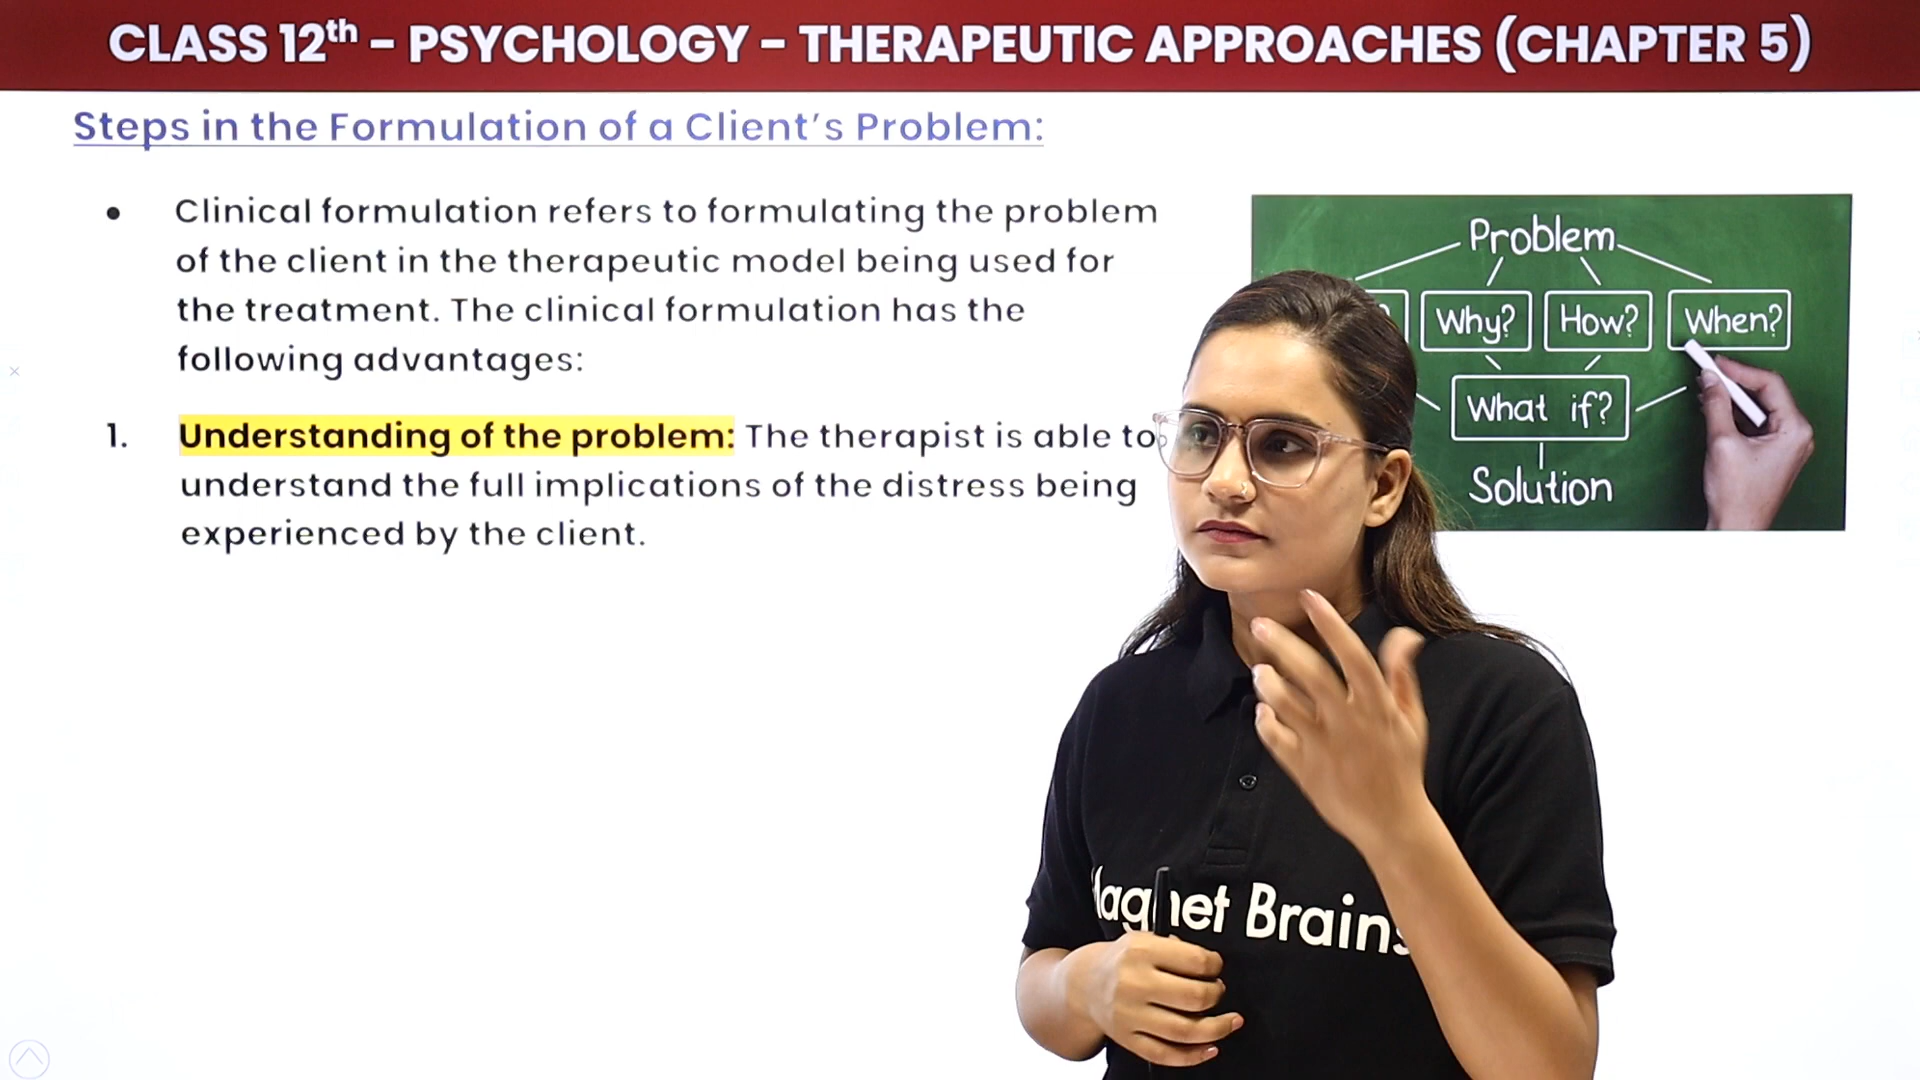 CLASS 12th – PSYCHOLOGY – THERAPEUTIC APPROACHES (CHAPTER 5)
Steps in the Formulation of a Client's Problem:
• Clinical formulation refers to formulating the problem
of the client in the therapeutic model being used for
the treatment. The clinical formulation has the
following advantages:
1. Understanding of the problem: The therapist is able to
understand the full implications of the distress being
experienced by the client.
Problem
Why? How? When?
What if?
Solution
Brains